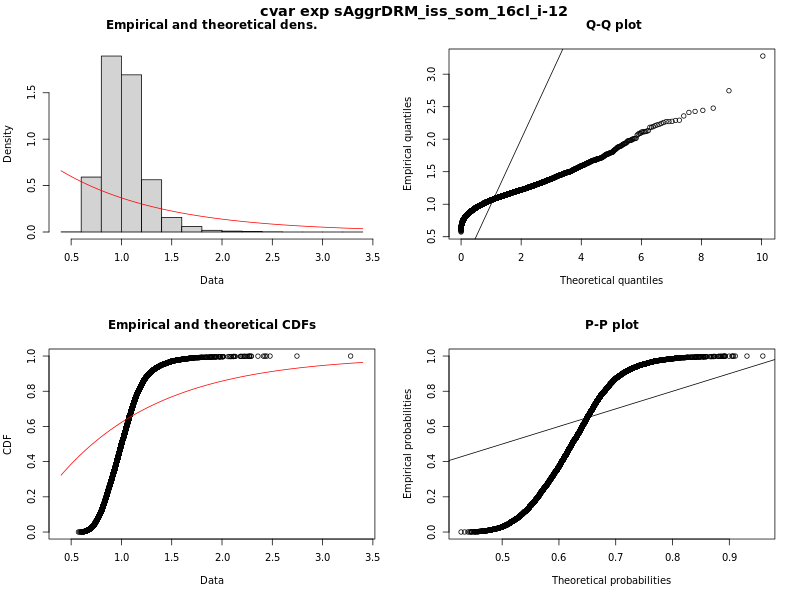 cvar exp sAggrDRM_iss_som_16cl_i-12
Empirical and theoretical dens.
Density
0.0 0.5 1.0 1.5
0.5 1.0 1.5 2.0 2.5 3.0 3.5
Data
Q-Q plot
Empirical quantiles
0.5 1.0 1.5 2.0 2.5 3.0
0 2 4 6 8 10
Theoretical quantiles
Empirical and theoretical CDFs
CDF
0.0 0.2 0.4 0.6 0.8 1.0
0.5 1.0 1.5 2.0 2.5 3.0 3.5
Data
P-P plot
Empirical probabilities
0.0 0.2 0.4 0.6 0.8 1.0
0.5 0.6 0.7 0.8 0.9
Theoretical probabilities